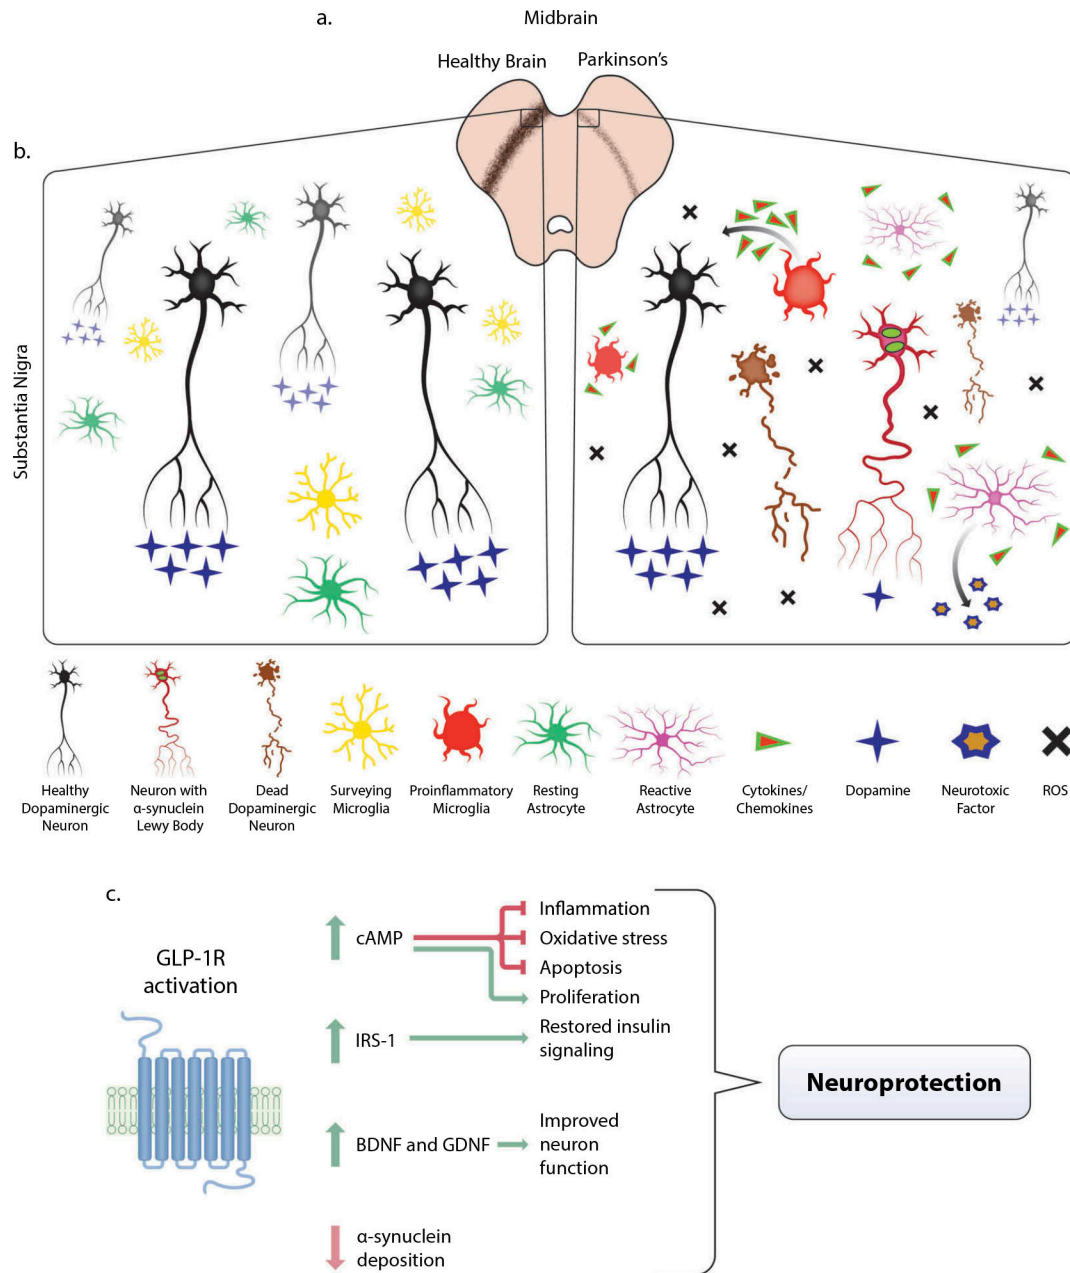 a.
Midbrain
Healthy Brain
Parkinson's
b.
Substantia Nigra
Healthy
Dopaminergic
Neuron
Neuron with
α-synuclein
Lewy Body
Dead
Dopaminergic
Neuron
Surveying
Microglia
Proinflammatory
Microglia
Resting
Astrocyte
Reactive
Astrocyte
Cytokines/
Chemokines
Dopamine
Neurotoxic
Factor
ROS
c.
GLP-1R
activation
cAMP
Inflammation
Oxidative stress
Apoptosis
Proliferation
IRS-1
Restored insulin
signaling
BDNF and GDNF
Improved
neuron
function
α-synuclein
deposition
Neuroprotection